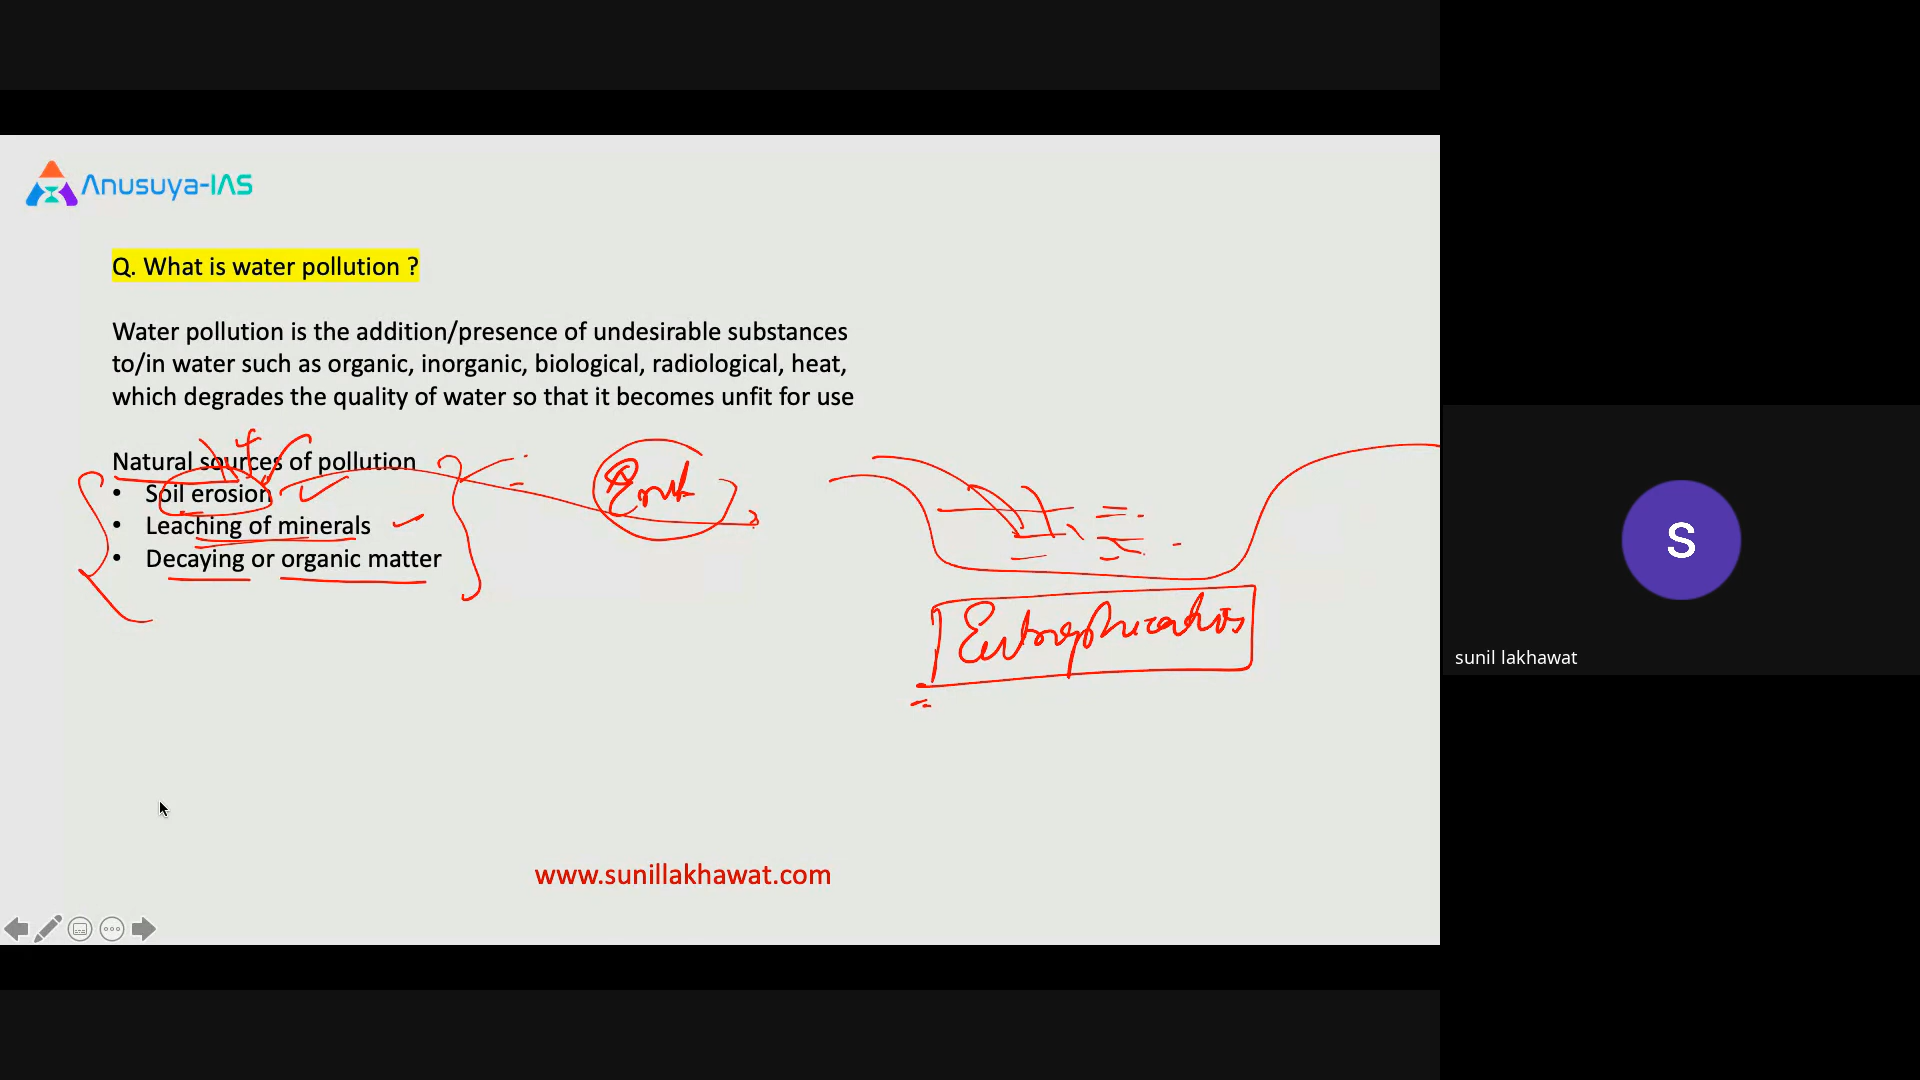 Anusuya-IAS
Q. What is water pollution ?
Water pollution is the addition/presence of undesirable substances
to/in water such as organic, inorganic, biological, radiological, heat,
which degrades the quality of water so that it becomes unfit for use
Natural sources of pollution
• Soil erosion
• Leaching of minerals
• Decaying or organic matter
Eutrophication
www.sunillakhawat.com
S
sunil lakhawat